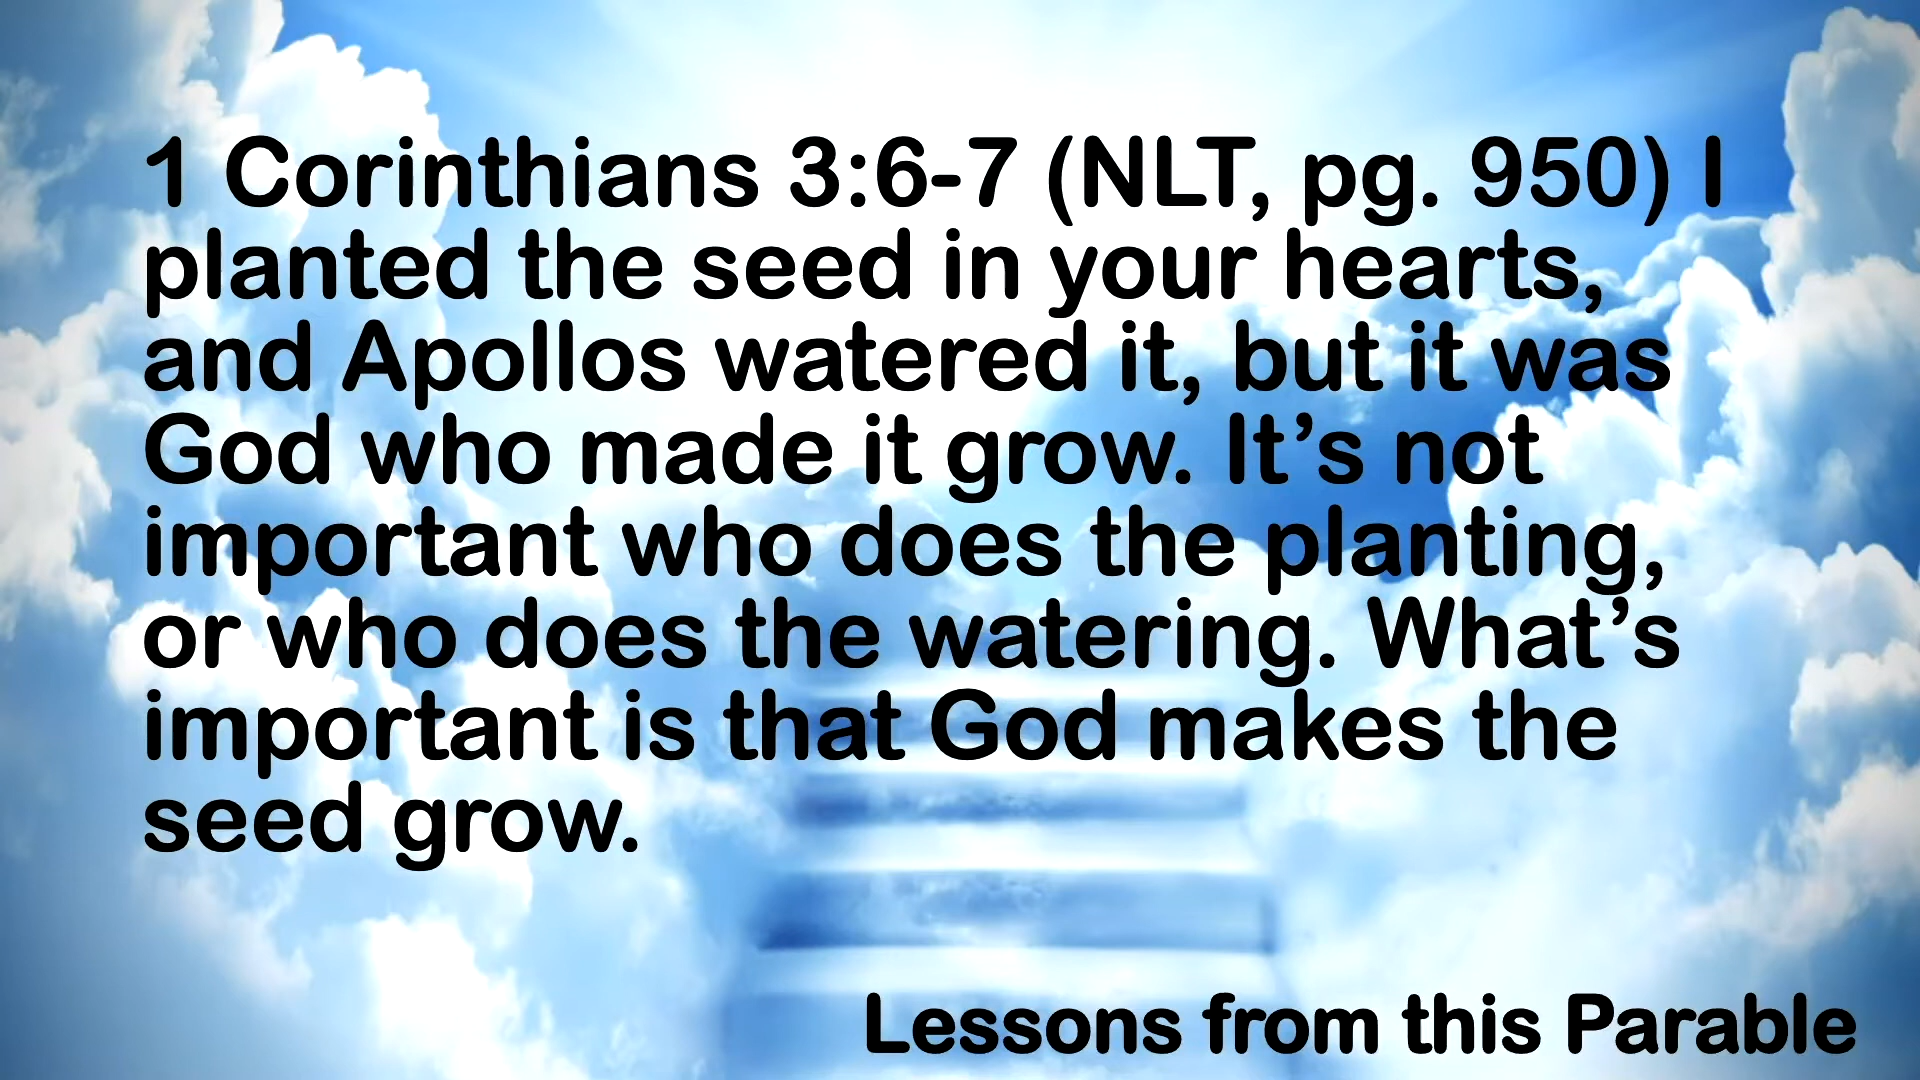 1 Corinthians 3:6-7 (NLT, pg. 950) I
planted the seed in your hearts,
and Apollos watered it, but it was
God who made it grow. It’s not
important who does the planting,
or who does the watering. What’s
important is that God makes the
seed grow.
Lessons from this Parable